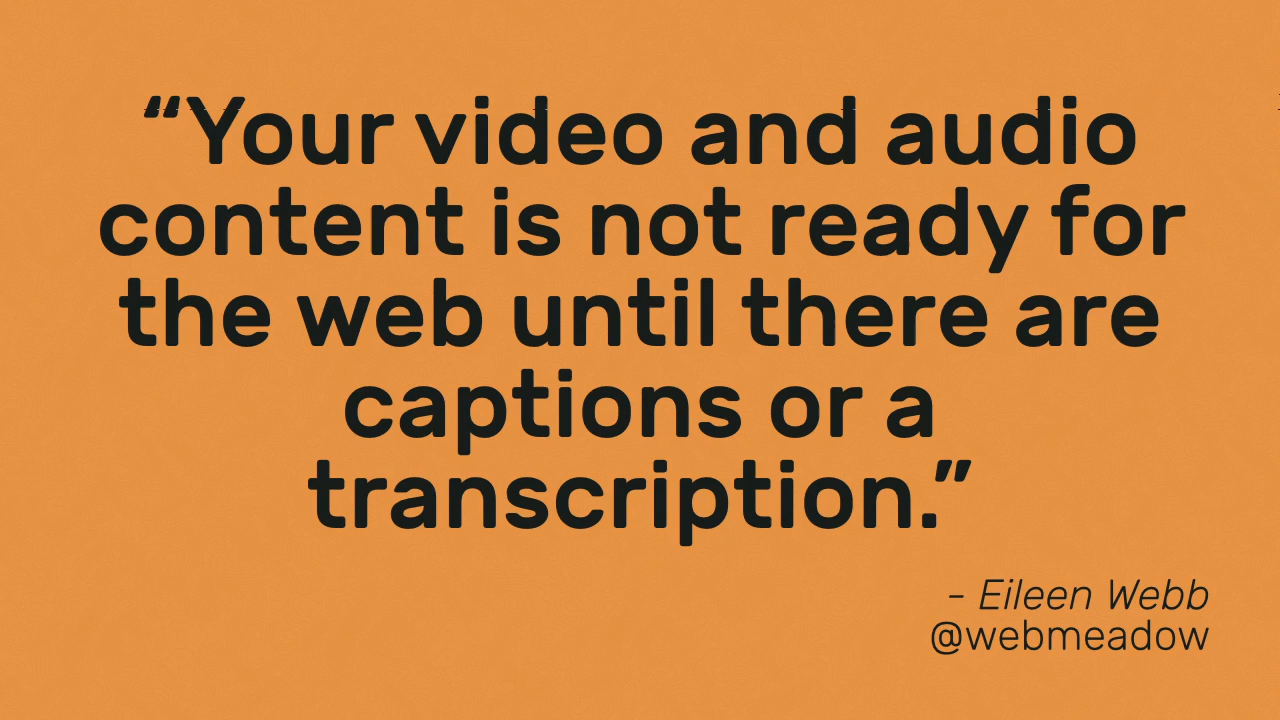 “Your video and audio
content is not ready for
the web until there are
captions or a
transcription.”
- Eileen Webb
@webmeadow